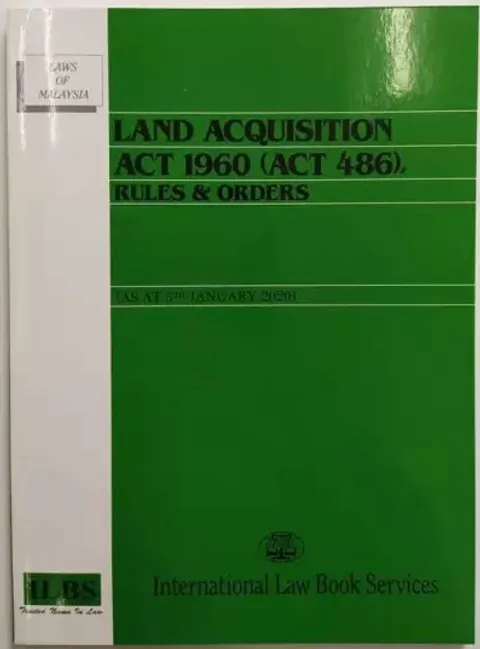 LAWS
OF
MALAYSIA
LAND ACQUISITION
ACT 1960 (ACT 486),
RULES & ORDERS
(AS AT 5TH JANUARY 2020)
International Law Book Services
ILBS
Trusted Name In Law